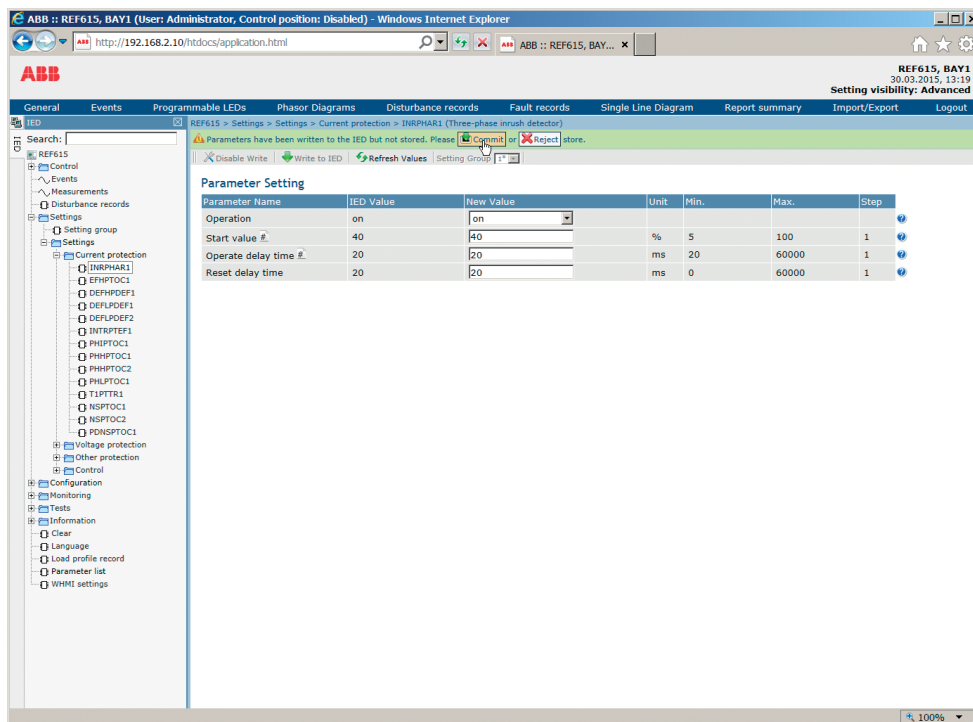 ABB :: REF615, BAY1 (User: Administrator, Control position: Disabled) - Windows Internet Explorer
http://192.168.2.10/htdocs/application.html
ABB :: REF615, BAY...
ABB
REF615, BAY1
30.03.2015, 13:19
Setting visibility: Advanced
General Events Programmable LEDs Phasor Diagrams Disturbance records Fault records Single Line Diagram Report summary Import/Export Logout
IED
REF615 > Settings > Settings > Current protection > INRPHAR1 (Three-phase inrush detector)
IED
Search:
Parameters have been written to the IED but not stored. Please Commit or Reject store.
Disable Write Write to IED Refresh Values Setting Group 1*
REF615
Control
Events
Measurements
Disturbance records
Settings
Setting group
Settings
Current protection
INRPHAR1
EFHPTOC1
DEFHPDEF1
DEFLPDEF1
DEFLPDEF2
INTRPTEF1
PHIPTOC1
PHHPTOC1
PHHPTOC2
PHLPTOC1
T1PTTR1
NSPTOC1
NSPTOC2
PDNSPTOC1
Voltage protection
Other protection
Control
Configuration
Monitoring
Tests
Information
Clear
Language
Load profile record
Parameter list
WHMI settings
Parameter Setting
Parameter Name IED Value New Value Unit Min. Max. Step
Operation on on
Start value # 40 40 % 5 100 1
Operate delay time # 20 20 ms 20 60000 1
Reset delay time 20 20 ms 0 60000 1
100%